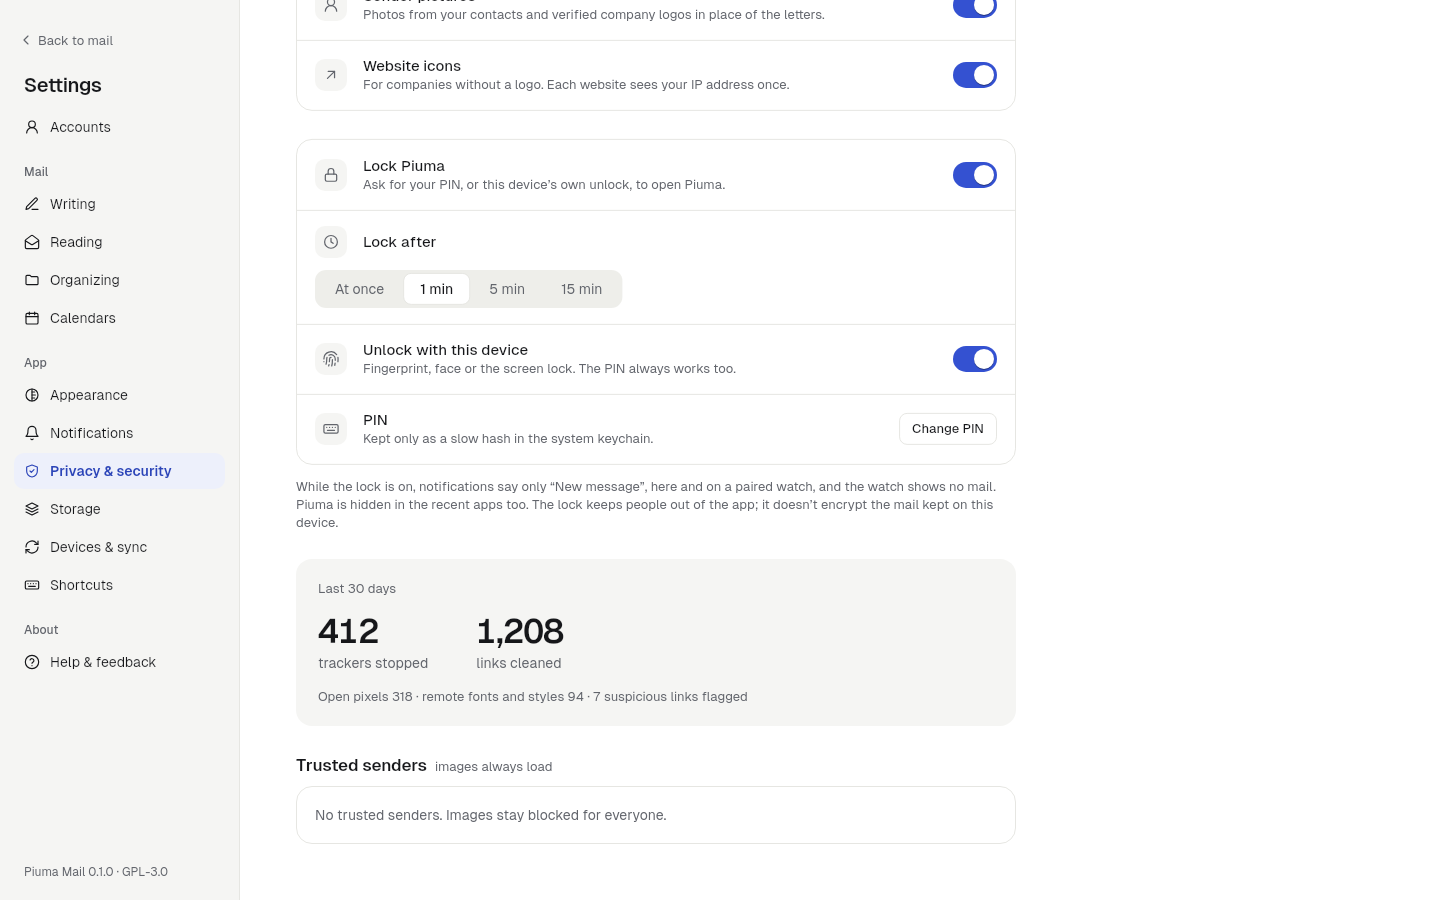 Back to mail
Settings
Accounts
Mail
Writing
Reading
Organizing
Calendars
App
Appearance
Notifications
Privacy & security
Storage
Devices & sync
Shortcuts
About
Help & feedback
Piuma Mail 0.1.0 · GPL-3.0
Photos from your contacts and verified company logos in place of the letters.
Website icons
For companies without a logo. Each website sees your IP address once.
Lock Piuma
Ask for your PIN, or this device’s own unlock, to open Piuma.
Lock after
At once 1 min 5 min 15 min
Unlock with this device
Fingerprint, face or the screen lock. The PIN always works too.
PIN
Kept only as a slow hash in the system keychain.
Change PIN
While the lock is on, notifications say only “New message”, here and on a paired watch, and the watch shows no mail.
Piuma is hidden in the recent apps too. The lock keeps people out of the app; it doesn’t encrypt the mail kept on this
device.
Last 30 days
412 1,208
trackers stopped links cleaned
Open pixels 318 · remote fonts and styles 94 · 7 suspicious links flagged
Trusted senders images always load
No trusted senders. Images stay blocked for everyone.